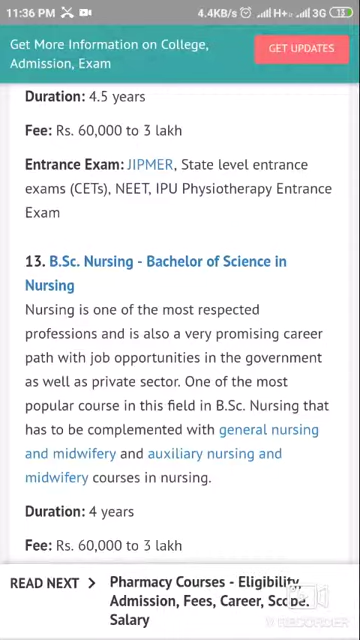 11:36 PM 4.4KB/s H+ 3G 13
Get More Information on College,
Admission, Exam
GET UPDATES
Duration: 4.5 years
Fee: Rs. 60,000 to 3 lakh
Entrance Exam: JIPMER, State level entrance
exams (CETs), NEET, IPU Physiotherapy Entrance
Exam
13. B.Sc. Nursing - Bachelor of Science in
Nursing
Nursing is one of the most respected
professions and is also a very promising career
path with job opportunities in the government
as well as private sector. One of the most
popular course in this field in B.Sc. Nursing that
has to be complemented with general nursing
and midwifery and auxiliary nursing and
midwifery courses in nursing.
Duration: 4 years
Fee: Rs. 60,000 to 3 lakh
READ NEXT
Pharmacy Courses - Eligibility,
Admission, Fees, Career, Scope.
Salary
RECORDER